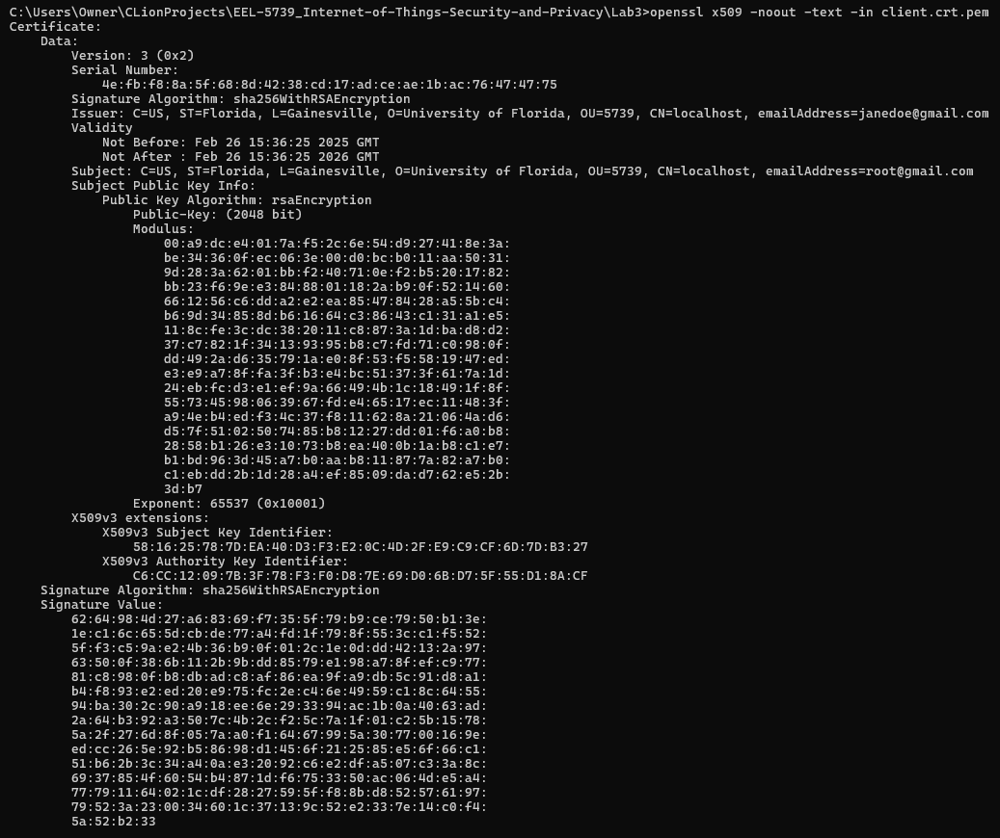 C:\Users\Owner\CLionProjects\EEL-5739_Internet-of-Things-Security-and-Privacy\Lab3>openssl x509 -noout -text -in client.crt.pem
Certificate:
    Data:
        Version: 3 (0x2)
        Serial Number:
            4e:fb:f8:8a:5f:68:8d:42:38:cd:17:ad:ce:ae:1b:ac:76:47:47:75
        Signature Algorithm: sha256WithRSAEncryption
        Issuer: C=US, ST=Florida, L=Gainesville, O=University of Florida, OU=5739, CN=localhost, emailAddress=janedoe@gmail.com
        Validity
            Not Before: Feb 26 15:36:25 2025 GMT
            Not After : Feb 26 15:36:25 2026 GMT
        Subject: C=US, ST=Florida, L=Gainesville, O=University of Florida, OU=5739, CN=localhost, emailAddress=root@gmail.com
        Subject Public Key Info:
            Public Key Algorithm: rsaEncryption
                Public-Key: (2048 bit)
                Modulus:
                    00:a9:dc:e4:01:7a:f5:2c:6e:54:d9:27:41:8e:3a:
                    be:34:36:0f:ec:06:3e:00:d0:bc:b0:11:aa:50:31:
                    9d:28:3a:62:01:bb:f2:40:71:0e:f2:b5:20:17:82:
                    bb:23:f6:9e:e3:84:88:01:18:2a:b9:0f:52:14:60:
                    66:12:56:c6:dd:a2:e2:ea:85:47:84:28:a5:5b:c4:
                    b6:9d:34:85:8d:b6:16:64:c3:86:43:c1:31:a1:e5:
                    11:8c:fe:3c:dc:38:20:11:c8:87:3a:1d:ba:d8:d2:
                    37:c7:82:1f:34:13:93:95:b8:c7:fd:71:c0:98:0f:
                    dd:49:2a:d6:35:79:1a:e0:8f:53:f5:58:19:47:ed:
                    e3:e9:a7:8f:fa:3f:b3:e4:bc:51:37:3f:61:7a:1d:
                    24:eb:fc:d3:e1:ef:9a:66:49:4b:1c:18:49:1f:8f:
                    55:73:45:98:06:39:67:fd:e4:65:17:ec:11:48:3f:
                    a9:4e:b4:ed:f3:4c:37:f8:11:62:8a:21:06:4a:d6:
                    d5:7f:51:02:50:74:85:b8:12:27:dd:01:f6:a0:b8:
                    28:58:b1:26:e3:10:73:b8:ea:40:0b:1a:b8:c1:e7:
                    b1:bd:96:3d:45:a7:b0:aa:b8:11:87:7a:82:a7:b0:
                    c1:eb:dd:2b:1d:28:a4:ef:85:09:da:d7:62:e5:2b:
                    3d:b7
                Exponent: 65537 (0x10001)
        X509v3 extensions:
            X509v3 Subject Key Identifier:
                58:16:25:78:7D:EA:40:D3:F3:E2:0C:4D:2F:E9:C9:CF:6D:7D:B3:27
            X509v3 Authority Key Identifier:
                C6:CC:12:09:7B:3F:78:F3:F0:D8:7E:69:D0:6B:D7:5F:55:D1:8A:CF
    Signature Algorithm: sha256WithRSAEncryption
    Signature Value:
        62:64:98:4d:27:a6:83:69:f7:35:5f:79:b9:ce:79:50:b1:3e:
        1e:c1:6c:65:5d:cb:de:77:a4:fd:1f:79:8f:55:3c:c1:f5:52:
        5f:f3:c5:9a:e2:4b:36:b9:0f:01:2c:1e:0d:dd:42:13:2a:97:
        63:50:0f:38:6b:11:2b:9b:dd:85:79:e1:98:a7:8f:ef:c9:77:
        81:c8:98:0f:b8:db:ad:c8:af:86:ea:9f:a9:db:5c:91:d8:a1:
        b4:f8:93:e2:ed:20:e9:75:fc:2e:c4:6e:49:59:c1:8c:64:55:
        94:ba:30:2c:90:a9:18:ee:6e:29:33:94:ac:1b:0a:40:63:ad:
        2a:64:b3:92:a3:50:7c:4b:2c:f2:5c:7a:1f:01:c2:5b:15:78:
        5a:2f:27:6d:8f:05:7a:a0:f1:64:67:99:5a:30:77:00:16:9e:
        ed:cc:26:5e:92:b5:86:98:d1:45:6f:21:25:85:e5:6f:66:c1:
        51:b6:2b:3c:34:a4:0a:e3:20:92:c6:e2:df:a5:07:c3:3a:8c:
        69:37:85:4f:60:54:b4:87:1d:f6:75:33:50:ac:06:4d:e5:a4:
        77:79:11:64:02:1c:df:28:27:59:5f:f8:8b:d8:52:57:61:97:
        79:52:3a:23:00:34:60:1c:37:13:9c:52:e2:33:7e:14:c0:f4:
        5a:52:b2:33